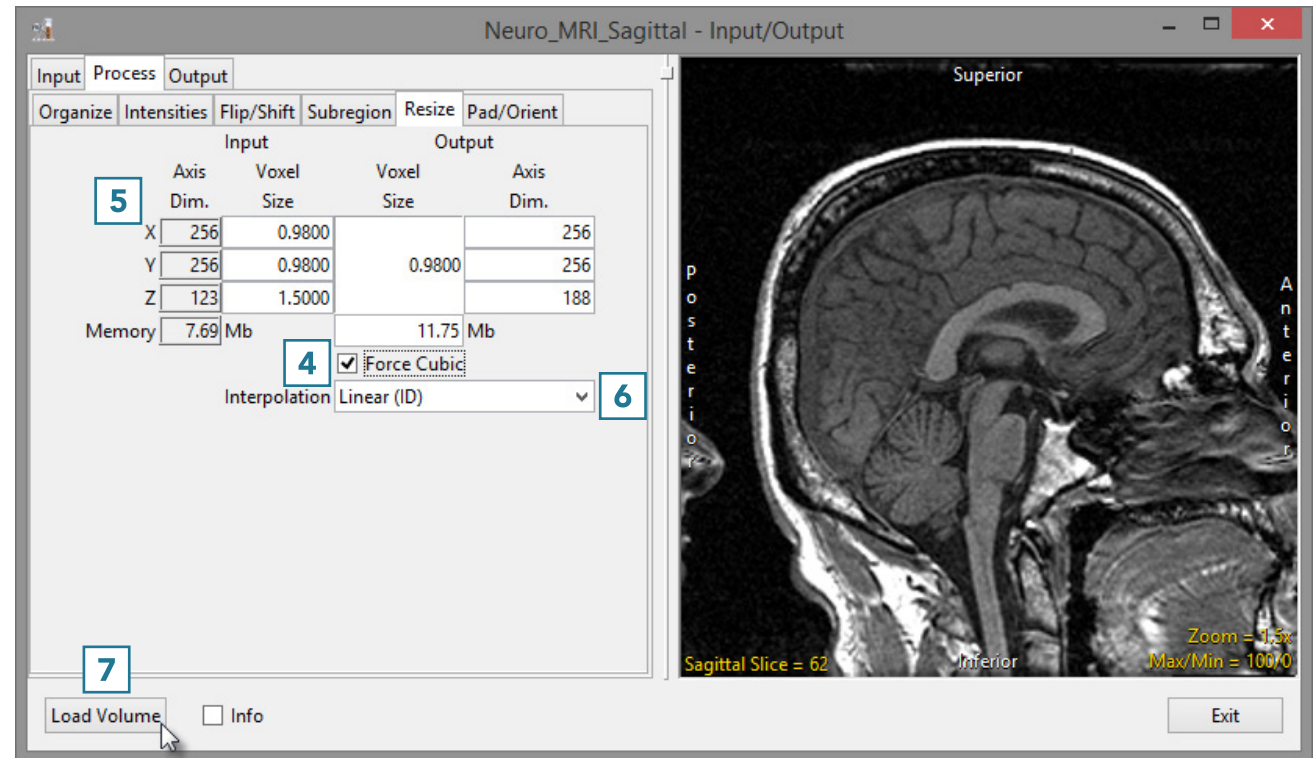 Neuro_MRI_Sagittal - Input/Output
Input Process Output
Organize Intensities Flip/Shift Subregion Resize Pad/Orient
Input Output
Axis Voxel Voxel Axis
5 Dim. Size Size Dim.
X 256 0.9800 256
Y 256 0.9800 0.9800 256
Z 123 1.5000 188
Memory 7.69 Mb 11.75 Mb
4 Force Cubic
Interpolation Linear (ID) 6
7
Load Volume Info
Superior
Posterior
Anterior
Sagittal Slice = 62
Inferior
Zoom = 1.5x
Max/Min = 100/0
Exit